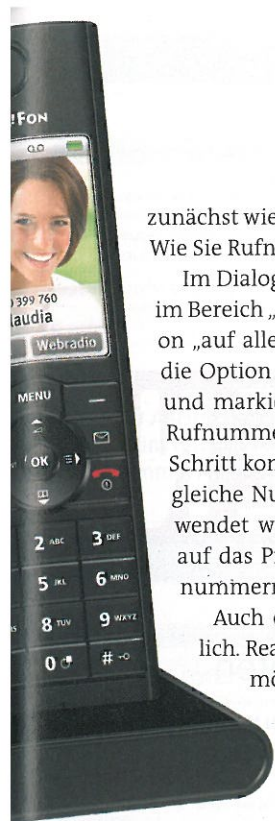 !FON
399 760
laudia
Webradio
MENU
OK
2 ABC
3 DEF
5 JKL
6 MNO
8 TUV
9 WXYZ
0
#
zunächst wie
Wie Sie Rufn
Im Dialog
im Bereich „
on „auf alle
die Option
und marki
Rufnumme
Schritt kon
gleiche Nu
wendet w
auf das P
nummern
Auch
lich. Rea
mö